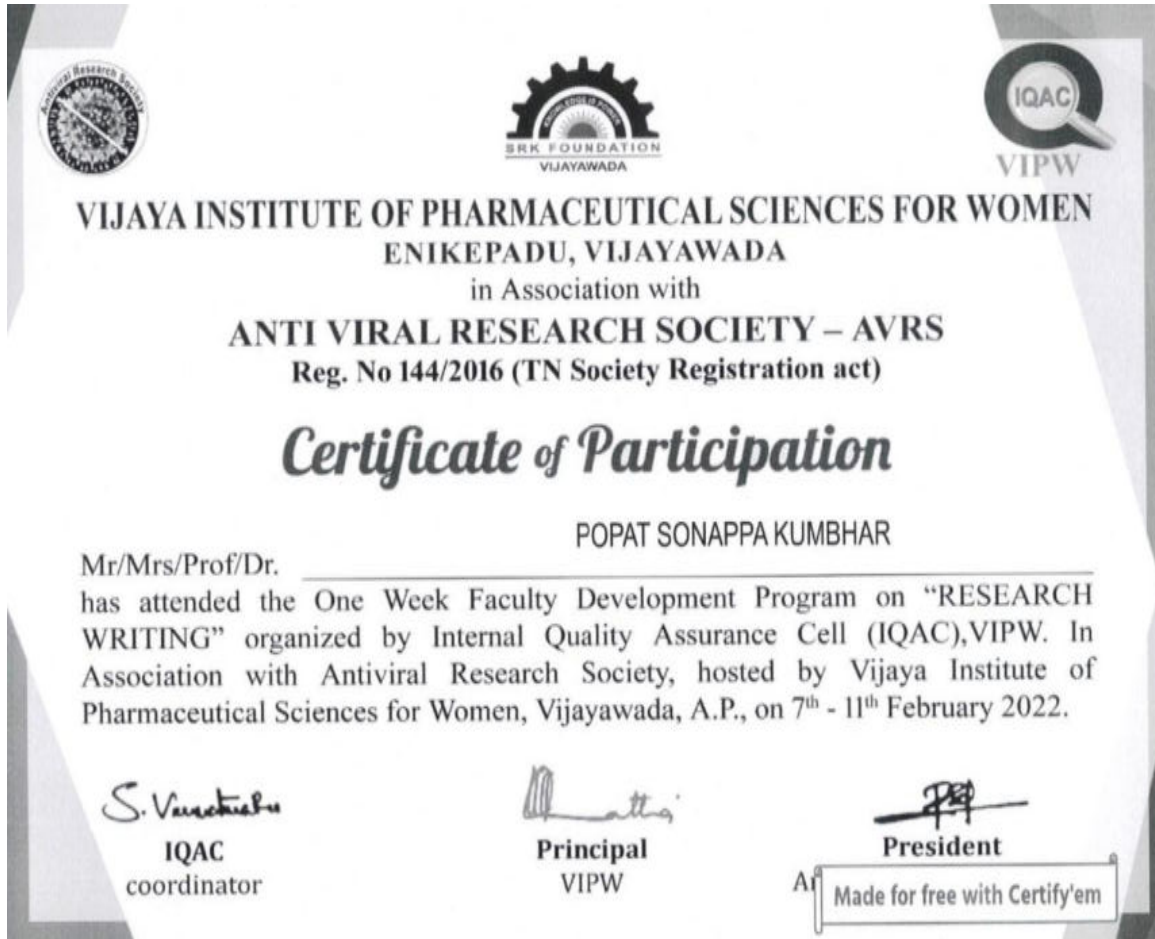 Antiviral Research Society
KNOWLEDGE IS POWER
SRK FOUNDATION
VIJAYAWADA
IQAC
VIPW
VIJAYA INSTITUTE OF PHARMACEUTICAL SCIENCES FOR WOMEN
ENIKEPADU, VIJAYAWADA
in Association with
ANTI VIRAL RESEARCH SOCIETY – AVRS
Reg. No 144/2016 (TN Society Registration act)
Certificate of Participation
POPAT SONAPPA KUMBHAR
Mr/Mrs/Prof/Dr.
has attended the One Week Faculty Development Program on “RESEARCH
WRITING” organized by Internal Quality Assurance Cell (IQAC),VIPW. In
Association with Antiviral Research Society, hosted by Vijaya Institute of
Pharmaceutical Sciences for Women, Vijayawada, A.P., on 7th - 11th February 2022.
S.
IQAC
coordinator
Principal
VIPW
President
Made for free with Certify'em